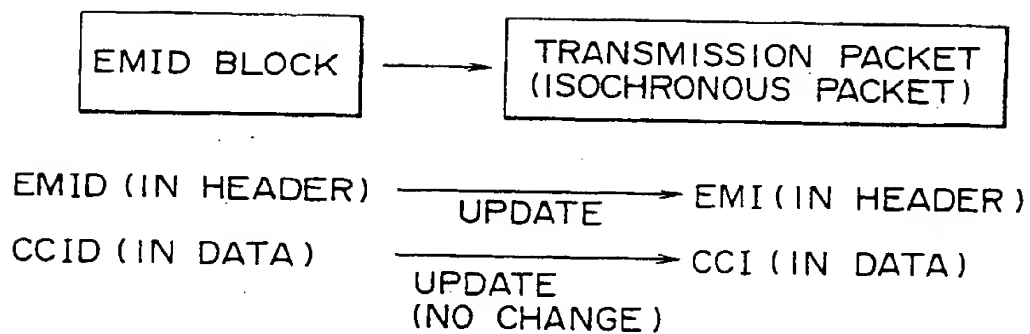 EMID BLOCK
TRANSMISSION PACKET
(ISOCHRONOUS PACKET)
EMID (IN HEADER)
UPDATE
EMI (IN HEADER)
CCID (IN DATA)
UPDATE
(NO CHANGE)
CCI (IN DATA)